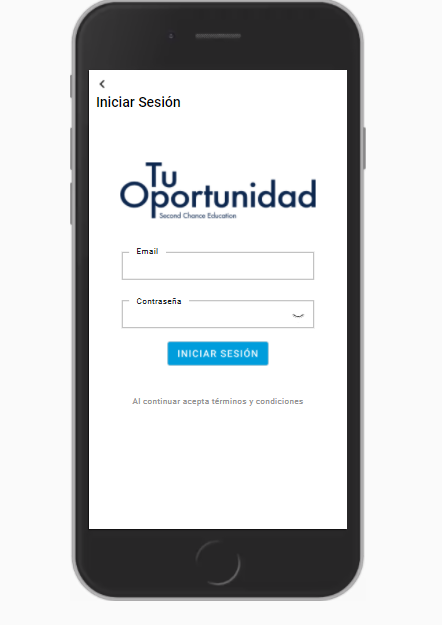 Iniciar Sesión
Tu
Oportunidad
Second Chance Education
Email
Contraseña
INICIAR SESIÓN
Al continuar acepta términos y condiciones